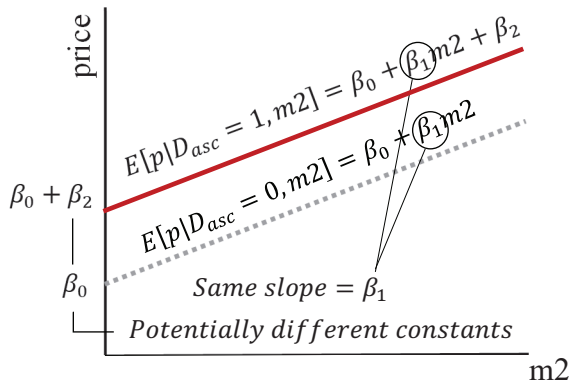 price
E[p|D_asc = 1, m2] = β₀ + β₁m2 + β₂
E[p|D_asc = 0, m2] = β₀ + β₁m2
β₀ + β₂
β₀
Same slope = β₁
Potentially different constants
m2